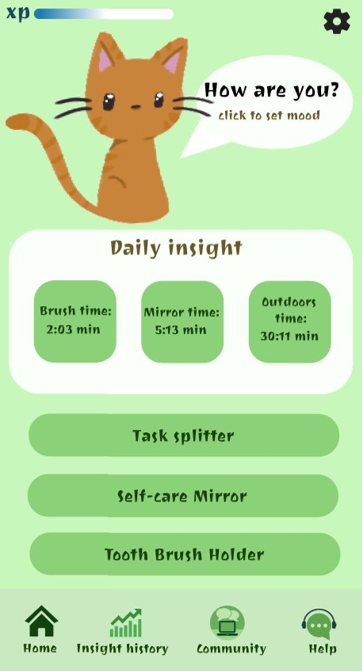 xp
How are you?
click to set mood
Daily insight
Brush time:
2:03 min
Mirror time:
5:13 min
Outdoors
time:
30:11 min
Task splitter
Self-care Mirror
Tooth Brush Holder
Home
Insight history
Community
Help